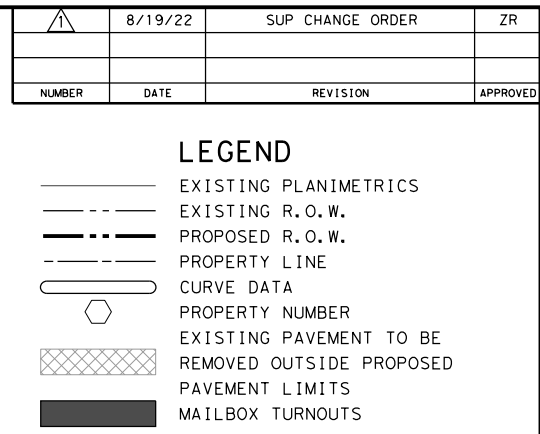 1 8/19/22 SUP CHANGE ORDER ZR
NUMBER DATE REVISION APPROVED
LEGEND
EXISTING PLANIMETRICS
EXISTING R.O.W.
PROPOSED R.O.W.
PROPERTY LINE
CURVE DATA
PROPERTY NUMBER
EXISTING PAVEMENT TO BE
REMOVED OUTSIDE PROPOSED
PAVEMENT LIMITS
MAILBOX TURNOUTS